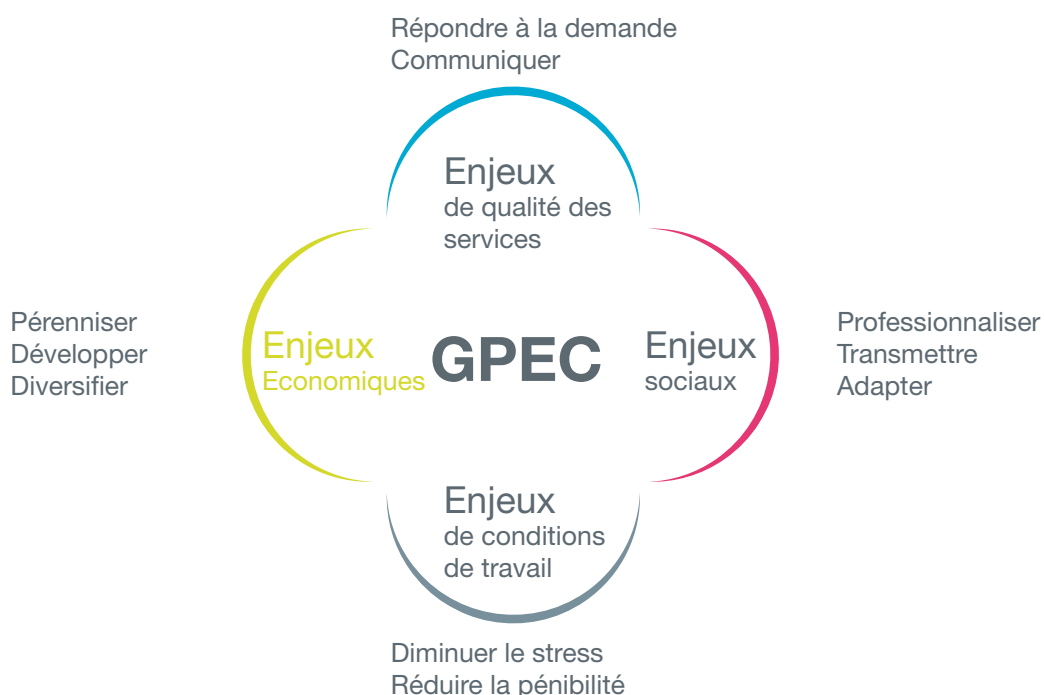 Répondre à la demande
Communiquer
Enjeux
de qualité des
services
Pérenniser
Développer
Diversifier
Enjeux
Economiques
GPEC
Enjeux
sociaux
Professionnaliser
Transmettre
Adapter
Enjeux
de conditions
de travail
Diminuer le stress
Réduire la pénibilité